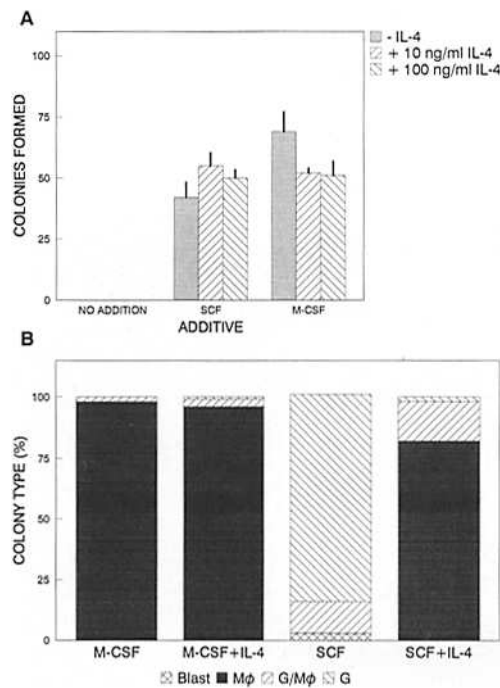 A
- IL-4
+ 10 ng/ml IL-4
+ 100 ng/ml IL-4
100
75
50
25
0
COLONIES FORMED
NO ADDITION SCF M-CSF
ADDITIVE
B
100
75
50
25
0
COLONY TYPE (%)
M-CSF M-CSF+IL-4 SCF SCF+IL-4
Blast Mϕ G/Mϕ G